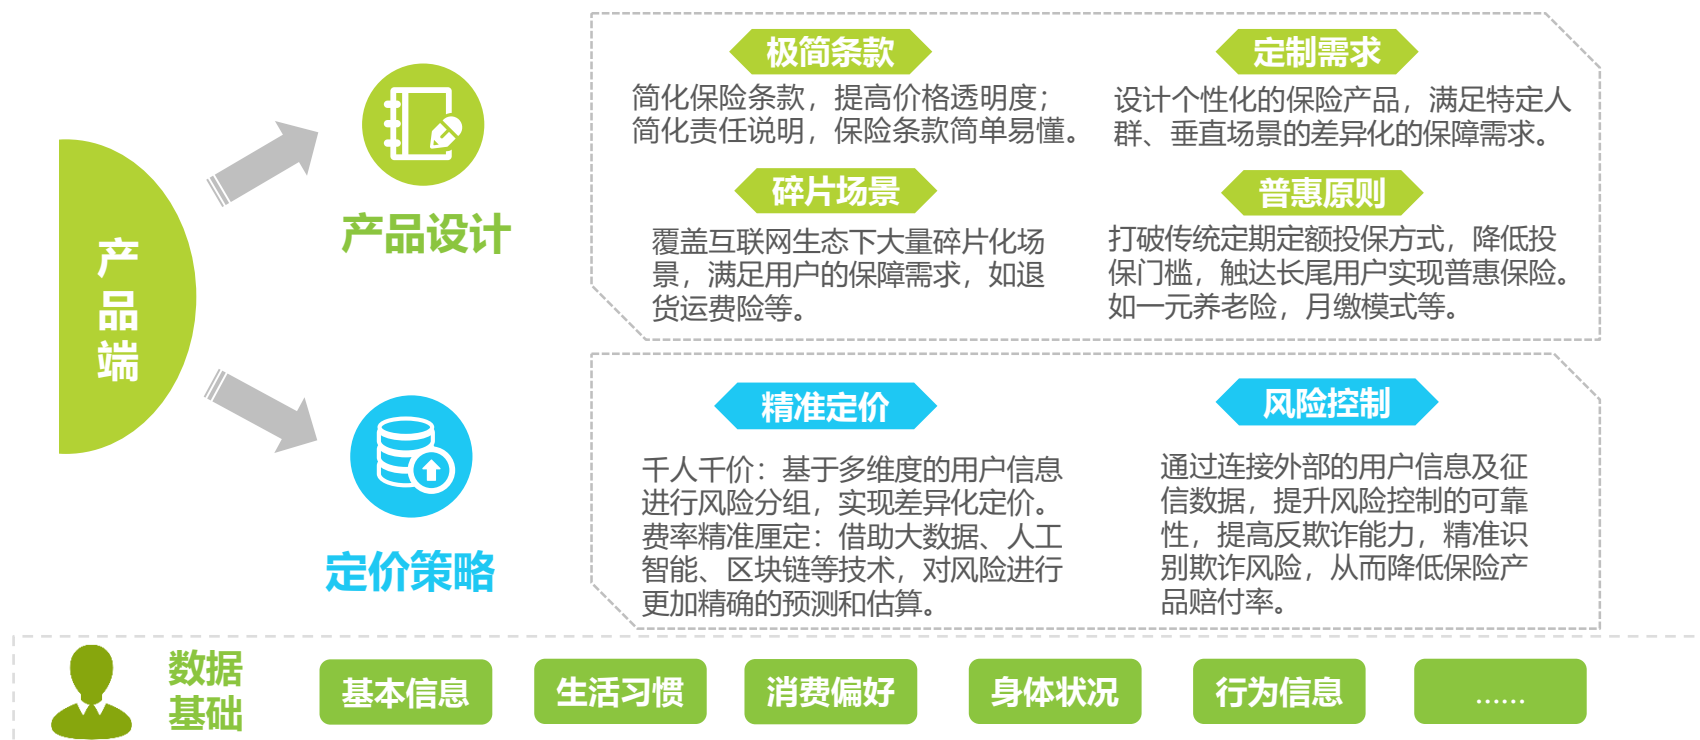 产
品
端
产品设计
极简条款
简化保险条款，提高价格透明度；
简化责任说明，保险条款简单易懂。
定制需求
设计个性化的保险产品，满足特定人
群、垂直场景的差异化的保障需求。
碎片场景
覆盖互联网生态下大量碎片化场
景，满足用户的保障需求，如退
货运费险等。
普惠原则
打破传统定期定额投保方式，降低投
保门槛，触达长尾用户实现普惠保险。
如一元养老险，月缴模式等。
定价策略
精准定价
千人千价：基于多维度的用户信息
进行风险分组，实现差异化定价。
费率精准厘定：借助大数据、人工
智能、区块链等技术，对风险进行
更加精确的预测和估算。
风险控制
通过连接外部的用户信息及征
信数据，提升风险控制的可靠
性，提高反欺诈能力，精准识
别欺诈风险，从而降低保险产
品赔付率。
数据
基础
基本信息
生活习惯
消费偏好
身体状况
行为信息
……